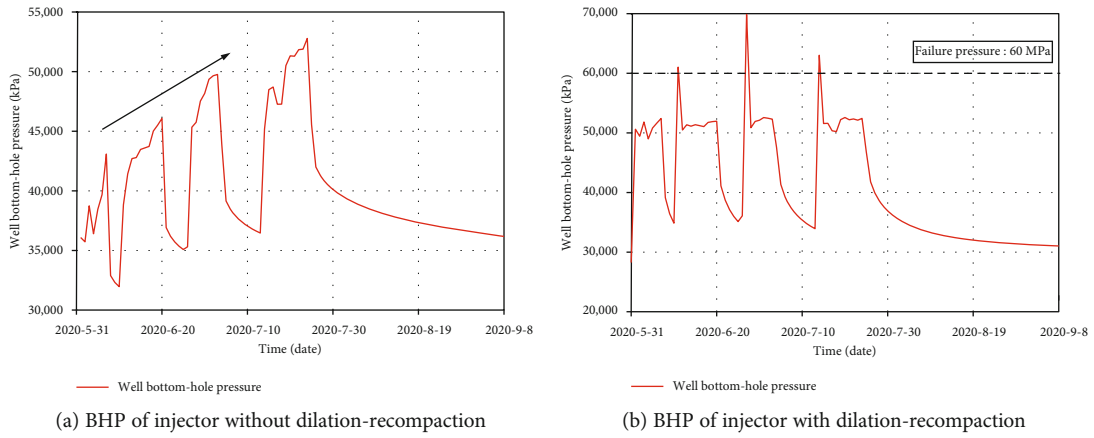 55,000
50,000
45,000
40,000
35,000
30,000
Well bottom-hole pressure (kPa)
2020-5-31 2020-6-20 2020-7-10 2020-7-30 2020-8-19 2020-9-8
Time (date)
Well bottom-hole pressure
(a) BHP of injector without dilation-recompaction
70,000
60,000
50,000
40,000
30,000
20,000
Well bottom-hole pressure (kPa)
Failure pressure : 60 MPa
2020-5-31 2020-6-20 2020-7-10 2020-7-30 2020-8-19 2020-9-8
Time (date)
Well bottom-hole pressure
(b) BHP of injector with dilation-recompaction